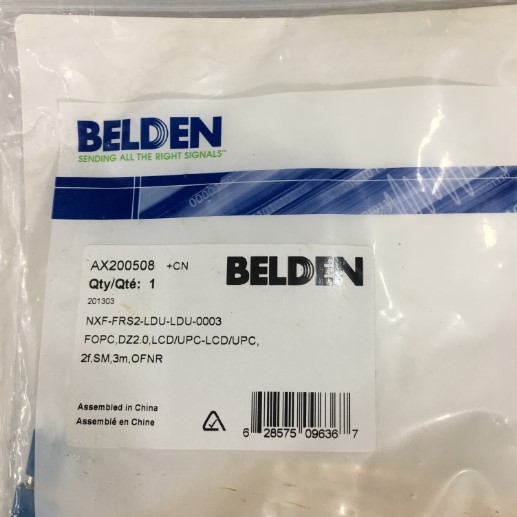 BELDEN
SENDING ALL THE RIGHT SIGNALS™
AX200508 +CN
BELDEN
Qty/Qté: 1
201303
NXF-FRS2-LDU-LDU-0003
FOPC,DZ2.0,LCD/UPC-LCD/UPC,
2f,SM,3m,OFNR
Assembled in China
Assemblé en Chine
6 28575 09636 7